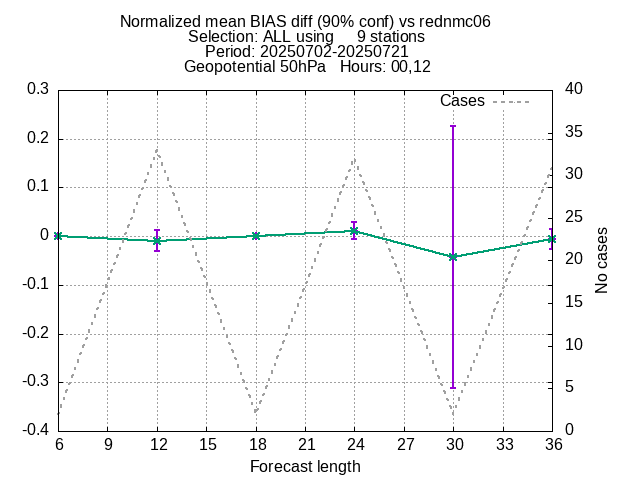 Normalized mean BIAS diff (90% conf) vs rednmc06
Selection: ALL using     9 stations
Period: 20250702-20250721
Geopotential 50hPa   Hours: 00,12
Cases
0.3
0.2
0.1
0
-0.1
-0.2
-0.3
-0.4
40
35
30
25
20
15
10
5
0
No cases
6 9 12 15 18 21 24 27 30 33 36
Forecast length